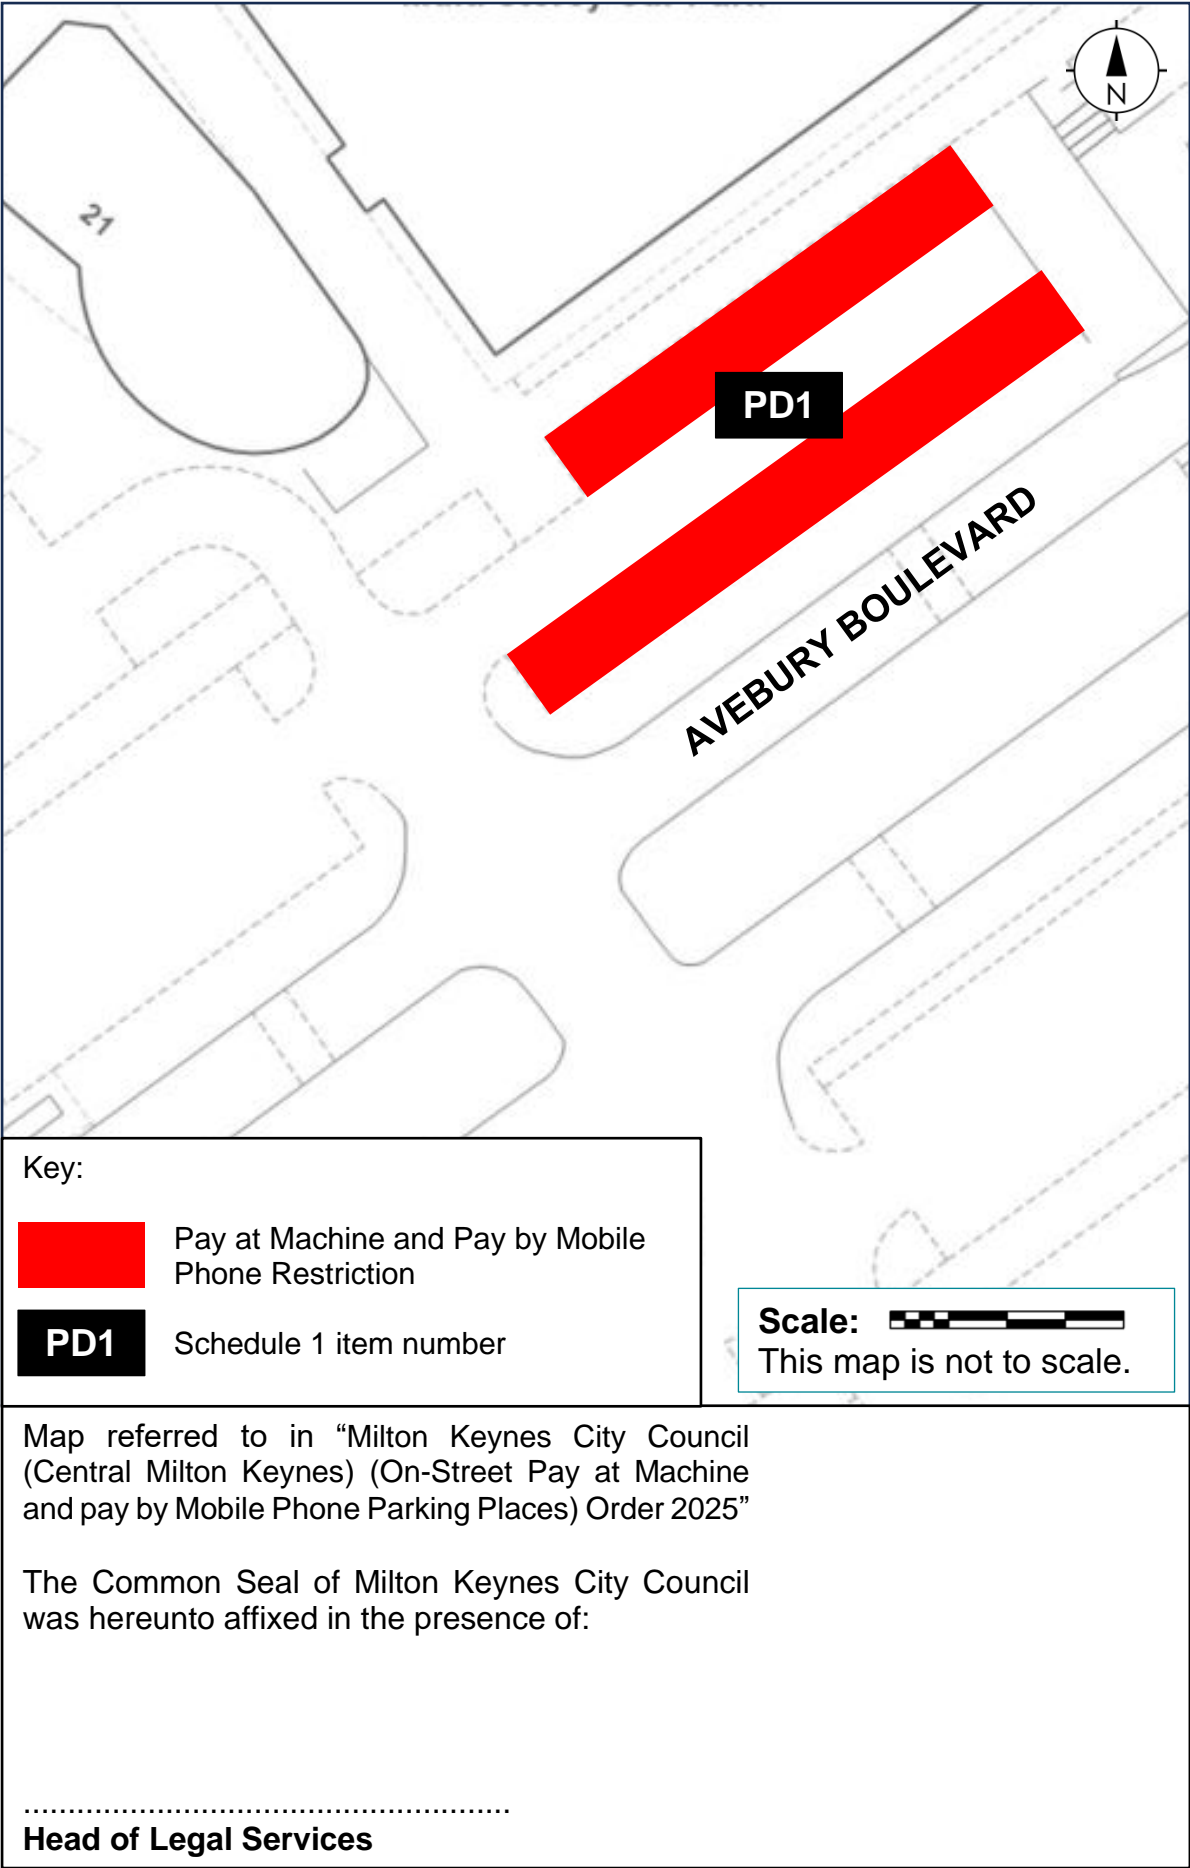 N
21
PD1
AVEBURY BOULEVARD
Key:
Pay at Machine and Pay by Mobile
Phone Restriction
PD1
Schedule 1 item number
Scale:
This map is not to scale.
Map referred to in “Milton Keynes City Council
(Central Milton Keynes) (On-Street Pay at Machine
and pay by Mobile Phone Parking Places) Order 2025”
The Common Seal of Milton Keynes City Council
was hereunto affixed in the presence of:
......................................................
Head of Legal Services